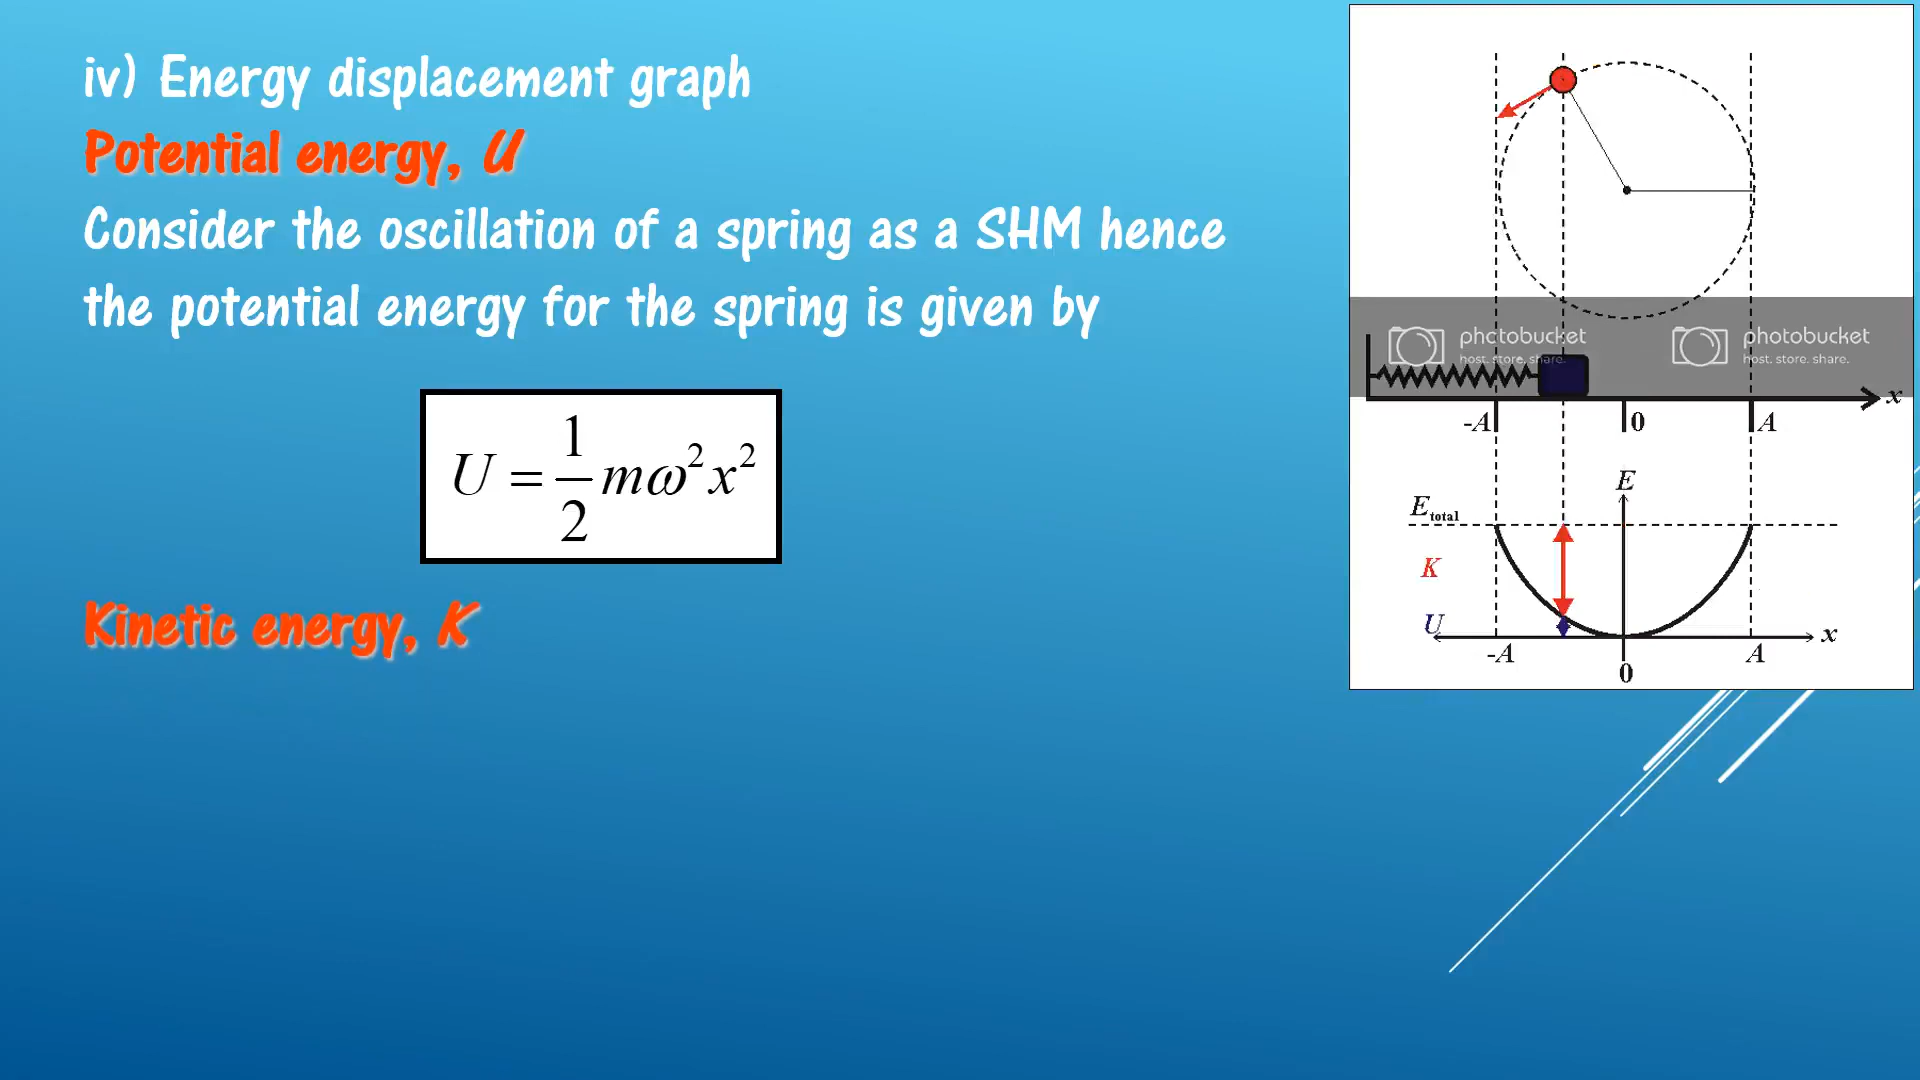 iv) Energy displacement graph
Potential energy, U
Consider the oscillation of a spring as a SHM hence
the potential energy for the spring is given by
U = 1/2 mω²x²
Kinetic energy, K
photobucket
host. store. share.
photobucket
host. store. share.
x
-A
0
A
E
E total
K
U
x
-A
0
A